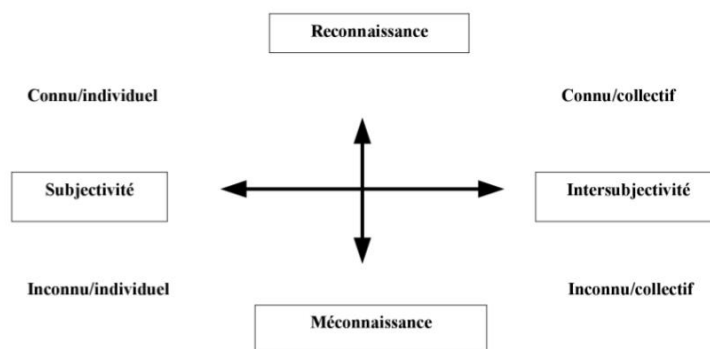 Reconnaissance
Connu/individuel
Connu/collectif
Subjectivité
Intersubjectivité
Inconnu/individuel
Inconnu/collectif
Méconnaissance